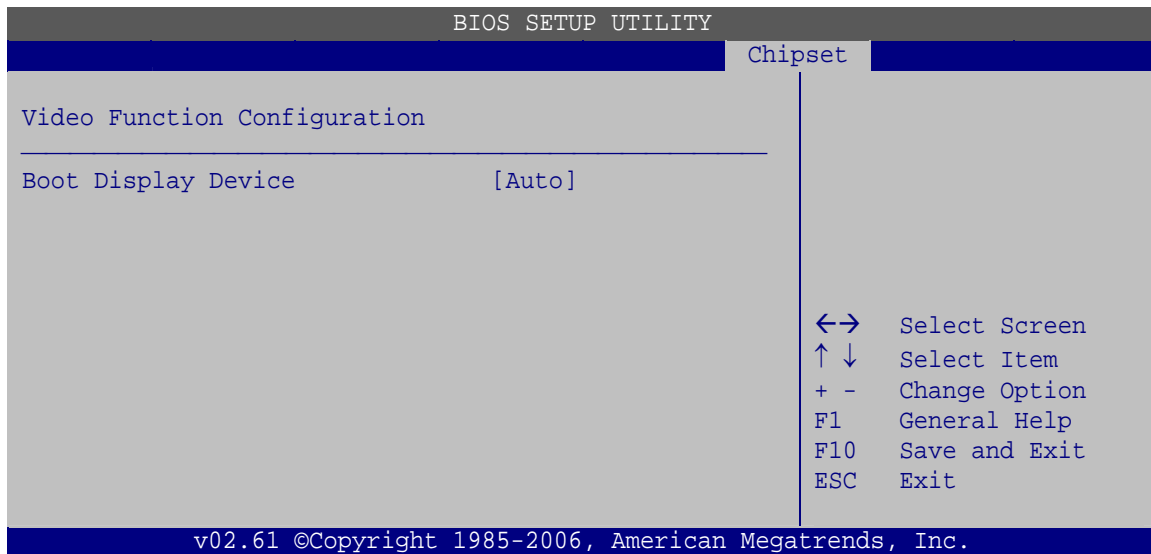 BIOS SETUP UTILITY
Chipset
Video Function Configuration
Boot Display Device [Auto]
←→ Select Screen
↑ ↓ Select Item
+ - Change Option
F1 General Help
F10 Save and Exit
ESC Exit
v02.61 ©Copyright 1985-2006, American Megatrends, Inc.